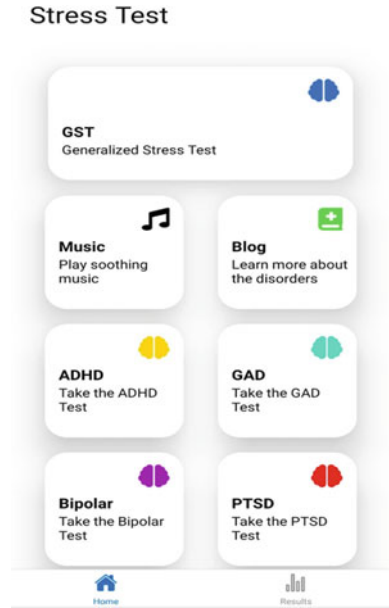 Stress Test
GST
Generalized Stress Test
Music
Play soothing
music
Blog
Learn more about
the disorders
ADHD
Take the ADHD
Test
GAD
Take the GAD
Test
Bipolar
Take the Bipolar
Test
PTSD
Take the PTSD
Test
Home
Results